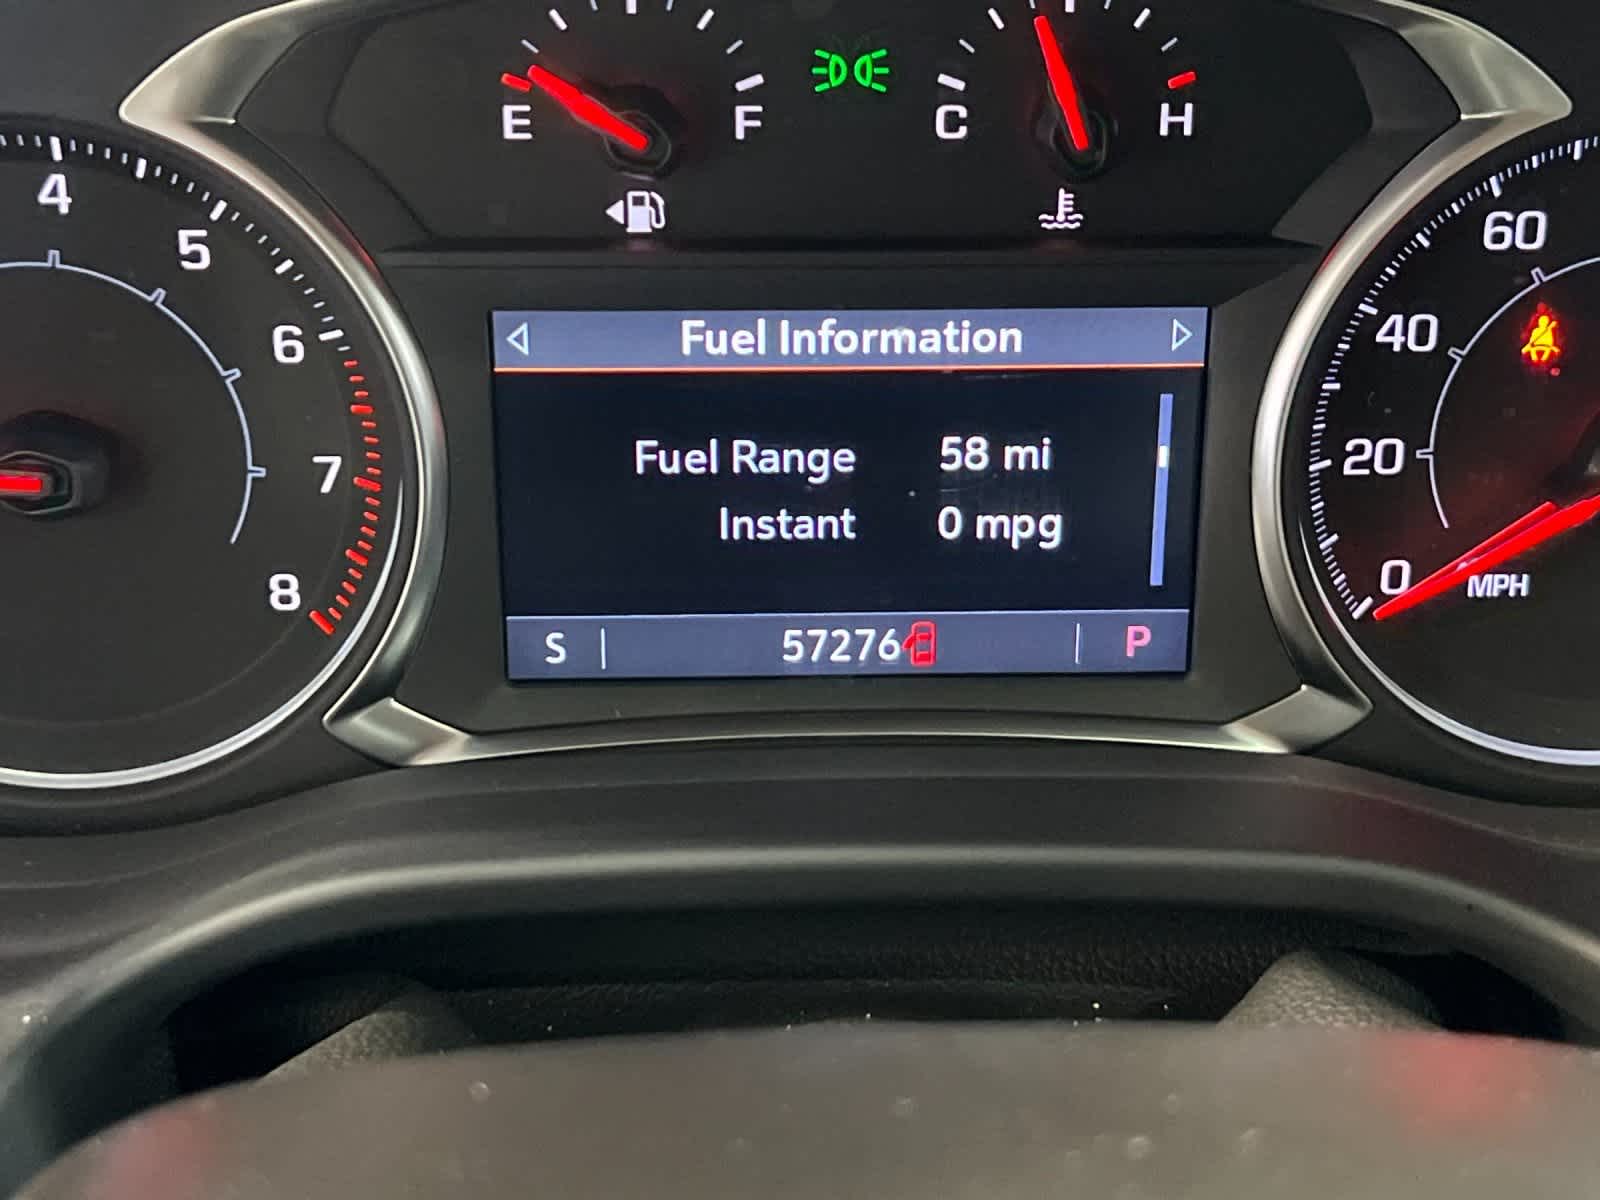 E F C H
4
5
6
7
8
60
40
20
0
MPH
Fuel Information
Fuel Range 58 mi
Instant 0 mpg
S 57276 P